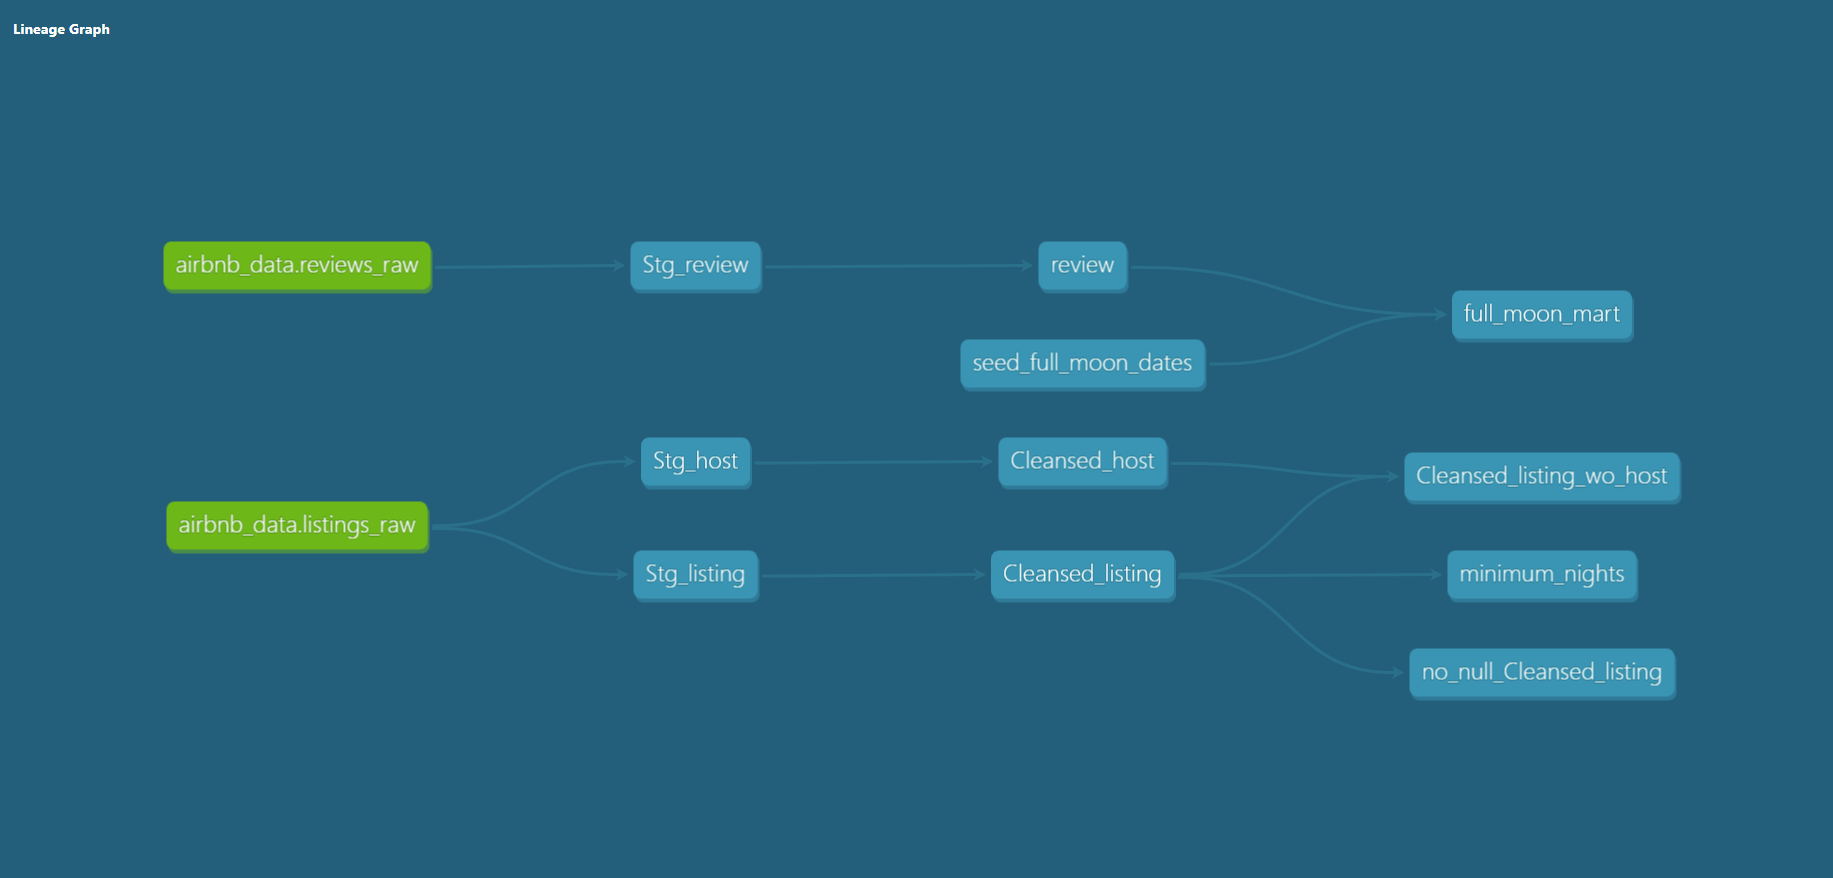 Lineage Graph
airbnb_data.reviews_raw
Stg_review
review
full_moon_mart
seed_full_moon_dates
Stg_host
Cleansed_host
Cleansed_listing_wo_host
airbnb_data.listings_raw
Stg_listing
Cleansed_listing
minimum_nights
no_null_Cleansed_listing